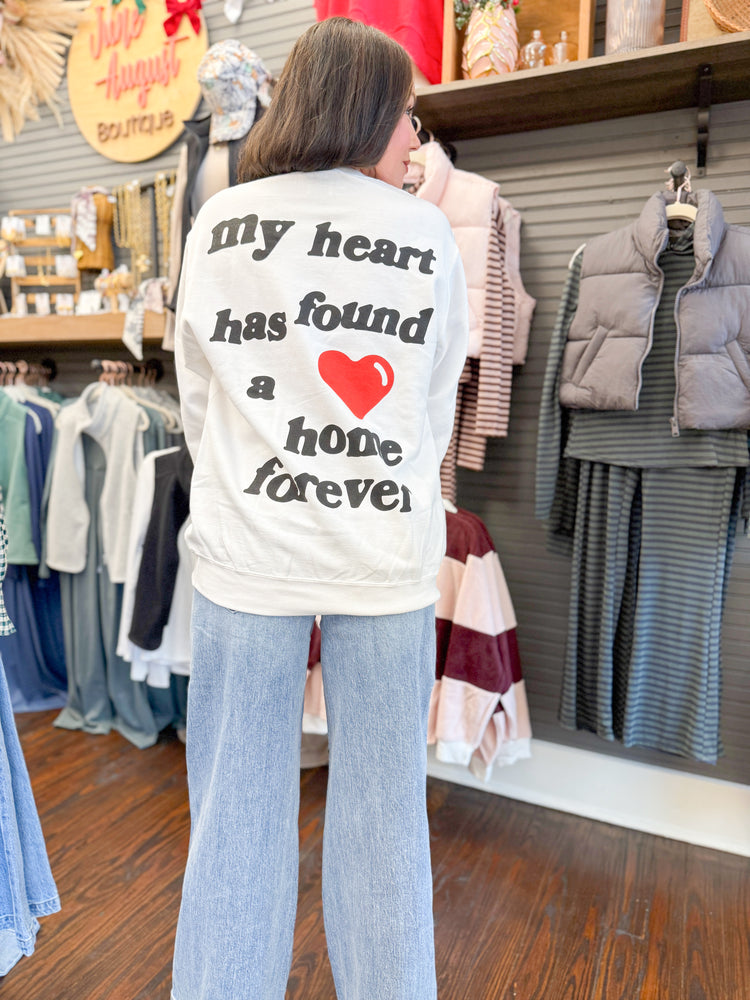 June
August
Boutique
my heart
has found
a
home
forever